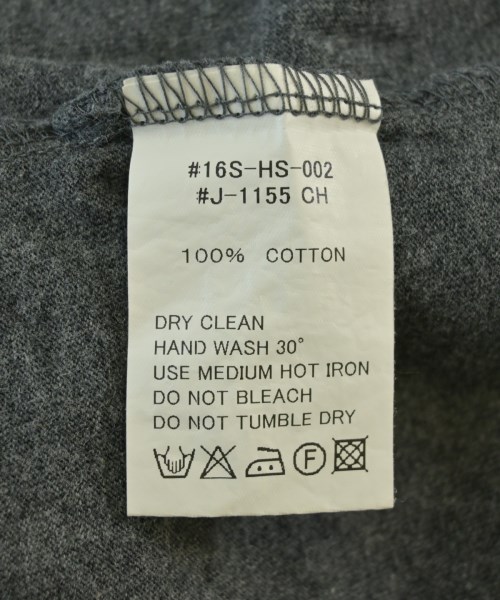 #16S-HS-002
#J-1155 CH
100% COTTON
DRY CLEAN
HAND WASH 30°
USE MEDIUM HOT IRON
DO NOT BLEACH
DO NOT TUMBLE DRY
F